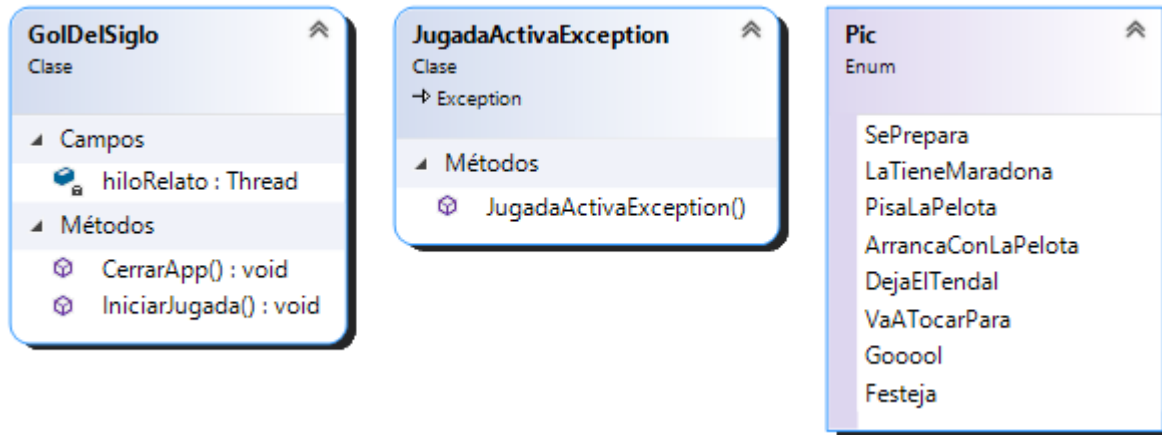 GolDelSiglo
Clase
Campos
hiloRelato : Thread
Métodos
CerrarApp() : void
IniciarJugada() : void
JugadaActivaException
Clase
Exception
Métodos
JugadaActivaException()
Pic
Enum
SePrepara
LaTieneMaradona
PisaLaPelota
ArrancaConLaPelota
DejaElTendal
VaATocarPara
Gooool
Festeja